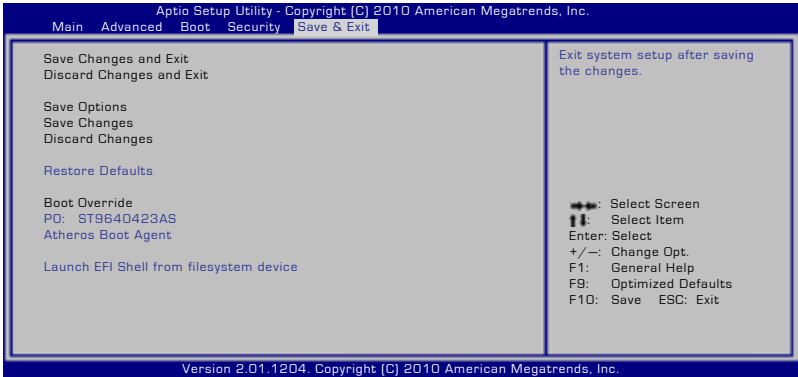 Aptio Setup Utility - Copyright (C) 2010 American Megatrends, Inc.
Main Advanced Boot Security Save & Exit
Save Changes and Exit
Discard Changes and Exit
Save Options
Save Changes
Discard Changes
Restore Defaults
Boot Override
P0: ST9640423AS
Atheros Boot Agent
Launch EFI Shell from filesystem device
Exit system setup after saving
the changes.
→←: Select Screen
↑↓: Select Item
Enter: Select
+/—: Change Opt.
F1: General Help
F9: Optimized Defaults
F10: Save ESC: Exit
Version 2.01.1204. Copyright (C) 2010 American Megatrends, Inc.